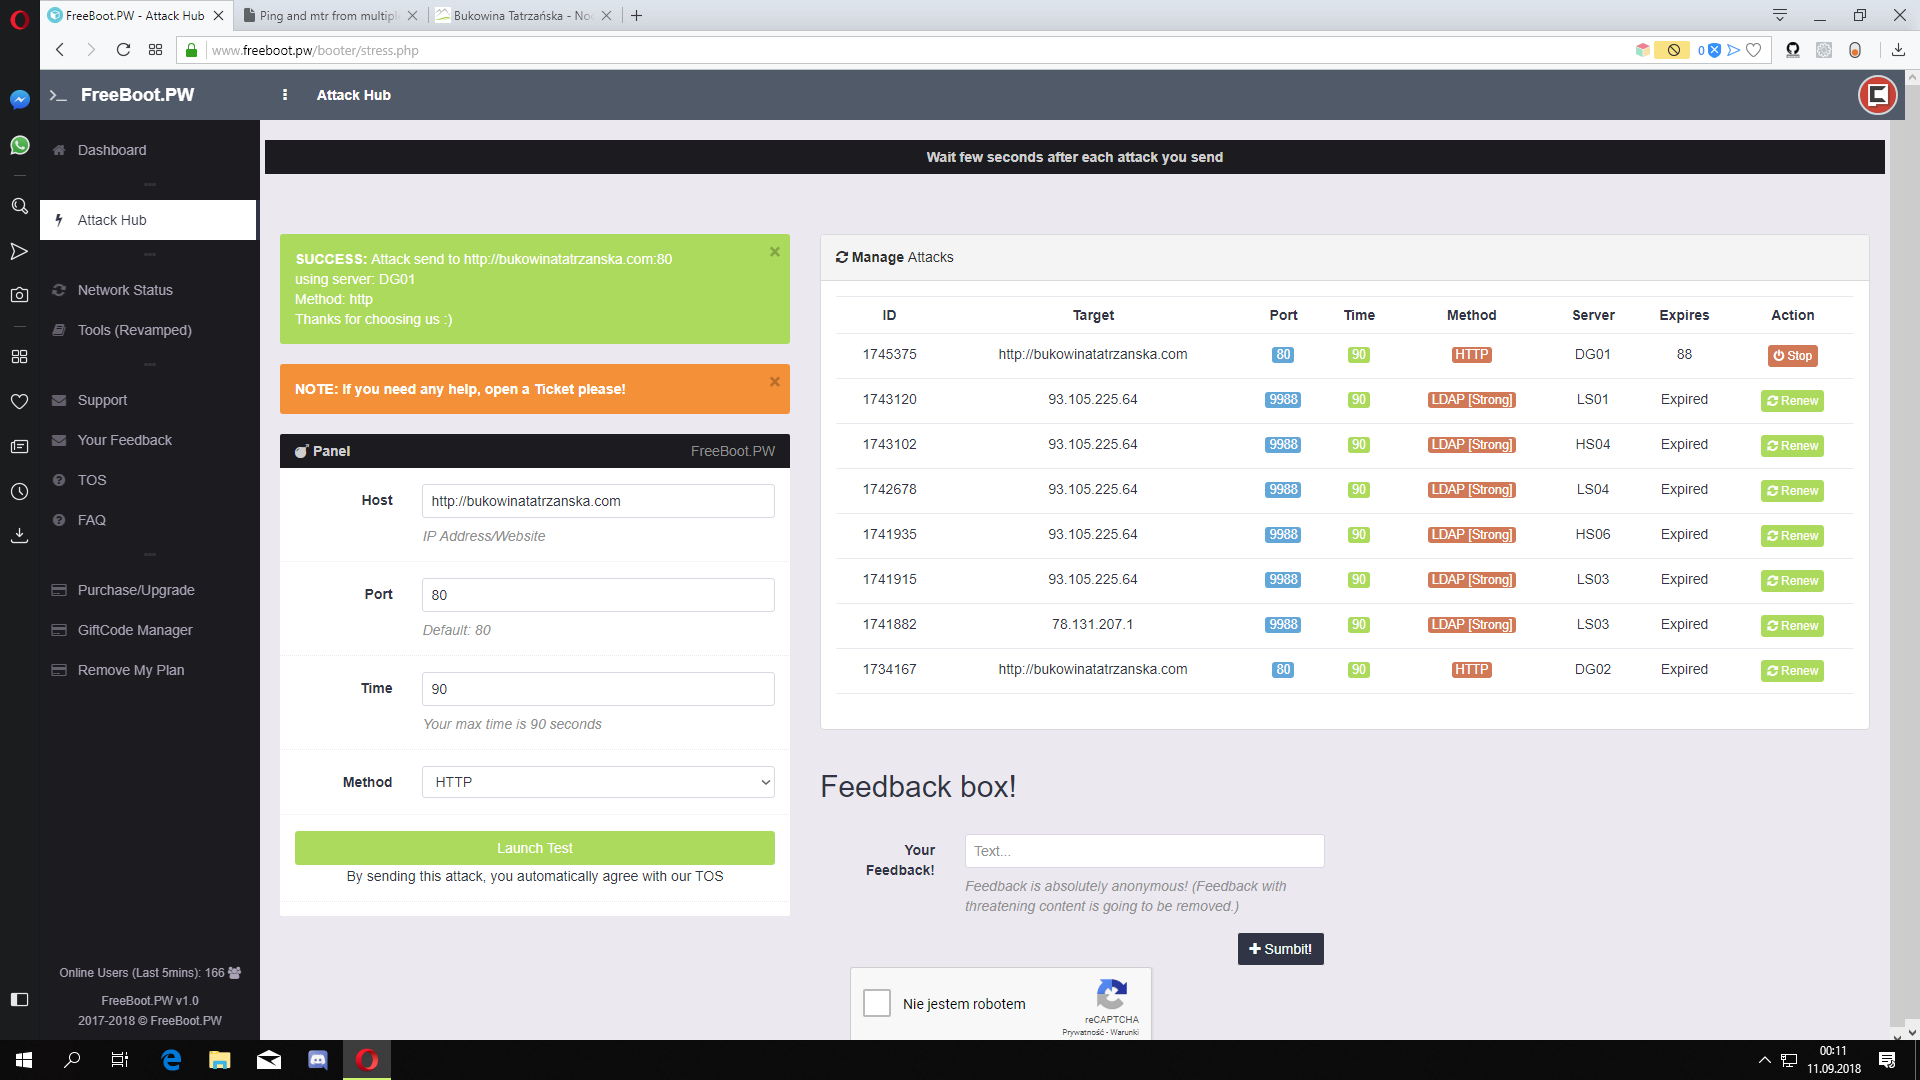 FreeBoot.PW - Attack Hub
Ping and mtr from multipl
Bukowina Tatrzańska - No
www.freeboot.pw/booter/stress.php
0
FreeBoot.PW
Attack Hub
Dashboard
Attack Hub
Network Status
Tools (Revamped)
Support
Your Feedback
TOS
FAQ
Purchase/Upgrade
GiftCode Manager
Remove My Plan
Online Users (Last 5mins): 166
FreeBoot.PW v1.0
2017-2018 © FreeBoot.PW
Wait few seconds after each attack you send
SUCCESS: Attack send to http://bukowinatatrzanska.com:80
using server: DG01
Method: http
Thanks for choosing us :)
NOTE: If you need any help, open a Ticket please!
Panel FreeBoot.PW
Host http://bukowinatatrzanska.com
IP Address/Website
Port 80
Default: 80
Time 90
Your max time is 90 seconds
Method HTTP
Launch Test
By sending this attack, you automatically agree with our TOS
Manage Attacks
ID Target Port Time Method Server Expires Action
1745375 http://bukowinatatrzanska.com 80 90 HTTP DG01 88 Stop
1743120 93.105.225.64 9988 90 LDAP [Strong] LS01 Expired Renew
1743102 93.105.225.64 9988 90 LDAP [Strong] HS04 Expired Renew
1742678 93.105.225.64 9988 90 LDAP [Strong] LS04 Expired Renew
1741935 93.105.225.64 9988 90 LDAP [Strong] HS06 Expired Renew
1741915 93.105.225.64 9988 90 LDAP [Strong] LS03 Expired Renew
1741882 78.131.207.1 9988 90 LDAP [Strong] LS03 Expired Renew
1734167 http://bukowinatatrzanska.com 80 90 HTTP DG02 Expired Renew
Feedback box!
Your
Feedback!
Text...
Feedback is absolutely anonymous! (Feedback with
threatening content is going to be removed.)
Sumbit!
Nie jestem robotem
reCAPTCHA
Prywatność - Warunki
00:11
11.09.2018